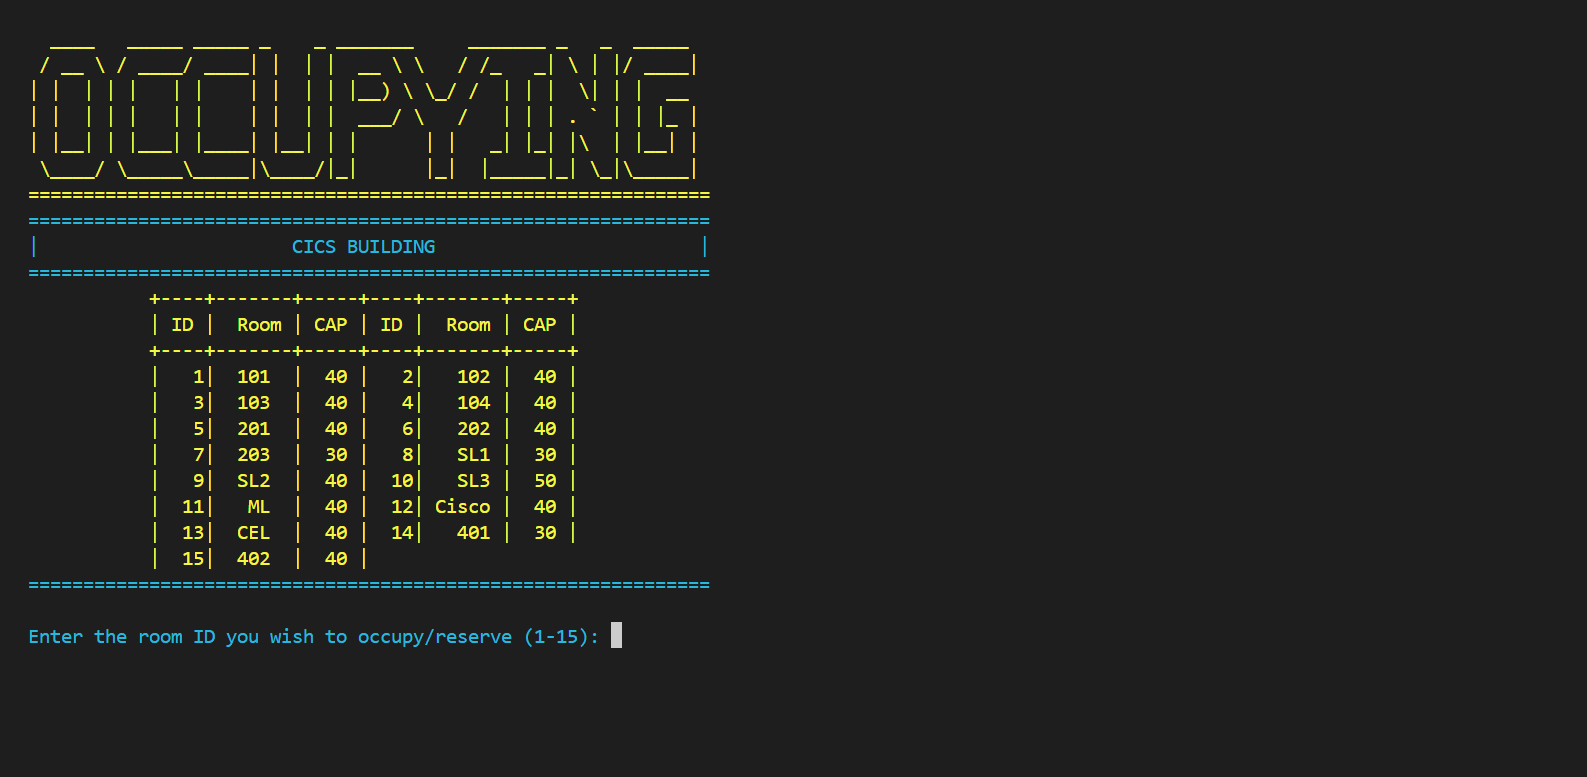 OCCUPYING
==============================================================
==============================================================
|                       CICS BUILDING                        |
==============================================================
+----+-------+-----+----+-------+-----+
| ID |  Room | CAP | ID |  Room | CAP |
+----+-------+-----+----+-------+-----+
|   1|  101  |  40 |   2|   102 |  40 |
|   3|  103  |  40 |   4|   104 |  40 |
|   5|  201  |  40 |   6|   202 |  40 |
|   7|  203  |  30 |   8|   SL1 |  30 |
|   9|  SL2  |  40 |  10|   SL3 |  50 |
|  11|   ML  |  40 |  12| Cisco |  40 |
|  13|  CEL  |  40 |  14|   401 |  30 |
|  15|  402  |  40 |
==============================================================
Enter the room ID you wish to occupy/reserve (1-15):